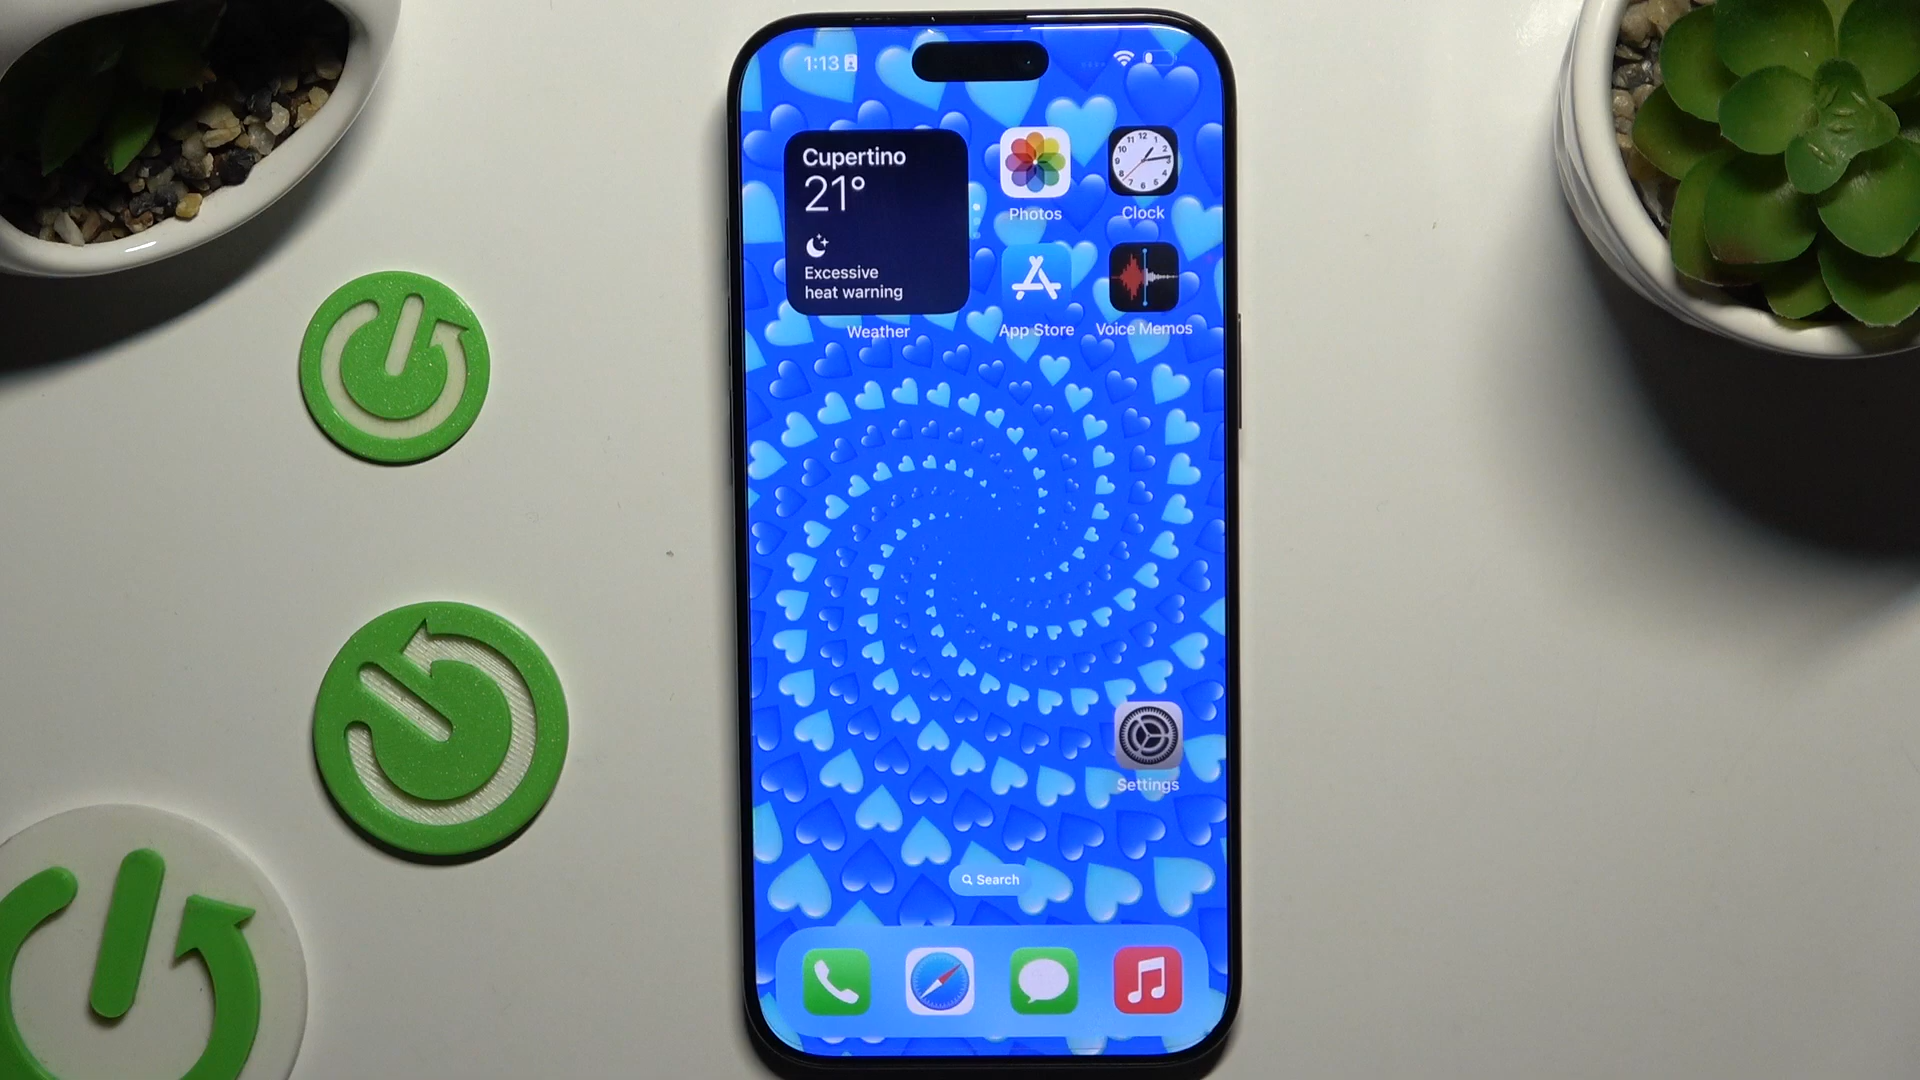 1:13
Cupertino
21°
Excessive
heat warning
Weather
Photos
Clock
App Store
Voice Memos
Settings
Search